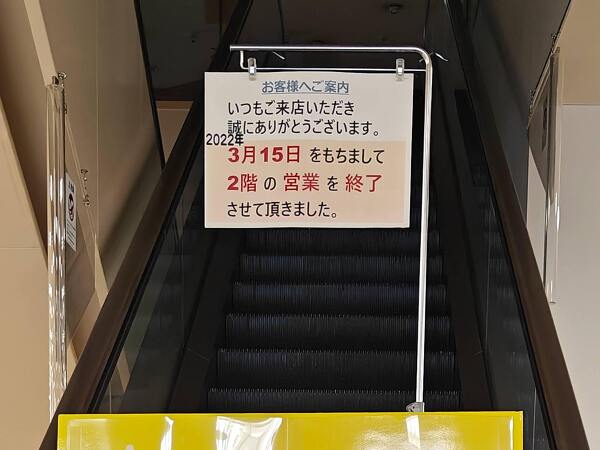 お客様へご案内
いつもご来店いただき
誠にありがとうございます。
2022年
3月15日 をもちまして
2階 の 営業 を 終了
させて頂きました。